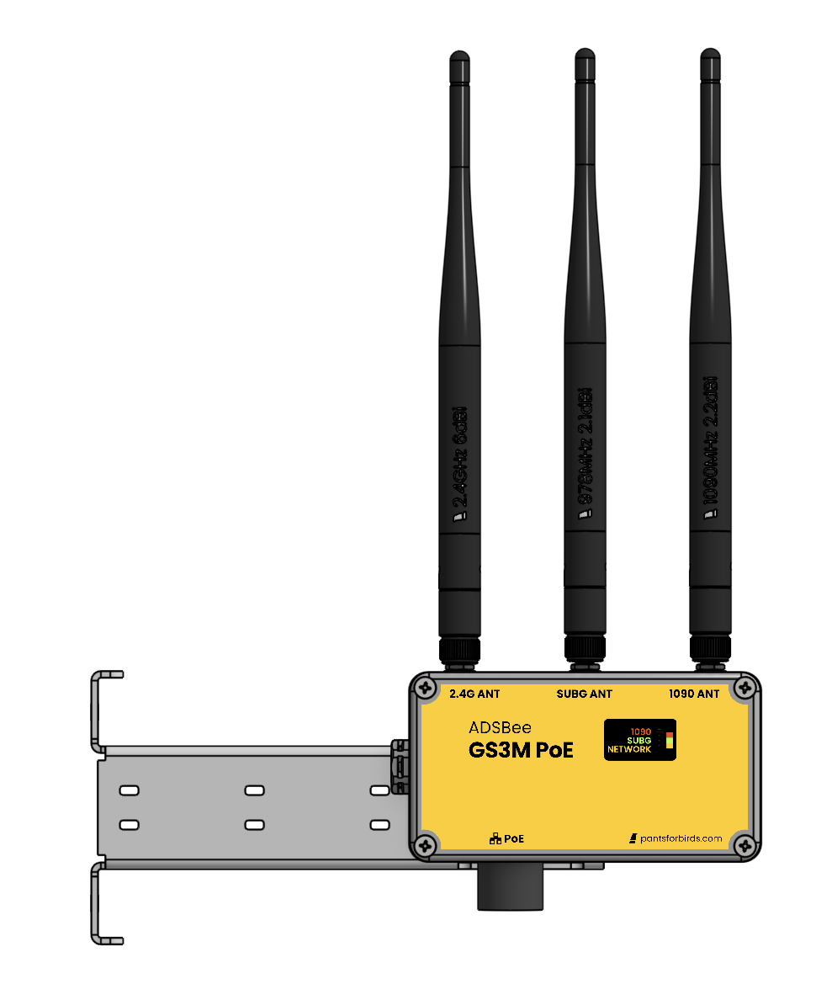 2.4GHz 6dBi
978MHz 2.1dBi
1090MHz 2.2dBi
2.4G ANT
SUBG ANT
1090 ANT
ADSBee
GS3M PoE
1090
SUBG
NETWORK
PoE
pantsforbirds.com